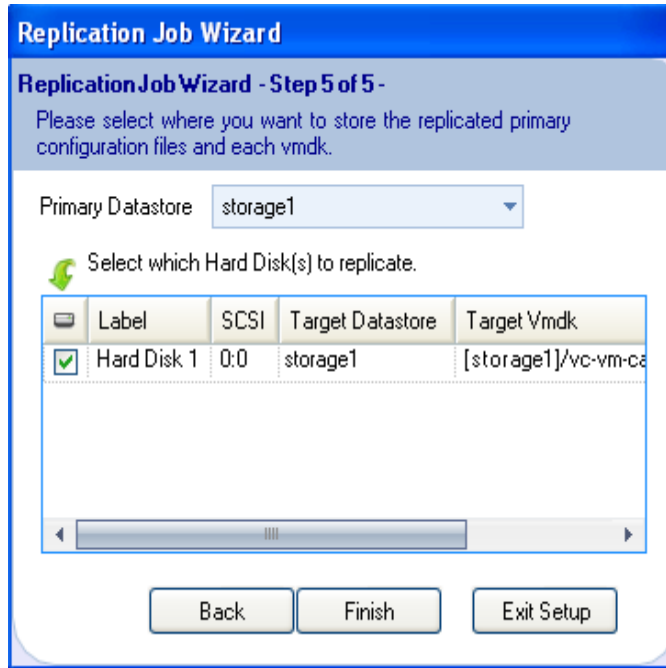 Replication Job Wizard
Replication Job Wizard - Step 5 of 5 -
Please select where you want to store the replicated primary
configuration files and each vmdk.
Primary Datastore storage1
Select which Hard Disk(s) to replicate.
Label SCSI Target Datastore Target Vmdk
Hard Disk 1 0:0 storage1 [storage1]/vc-vm-ca
Back Finish Exit Setup